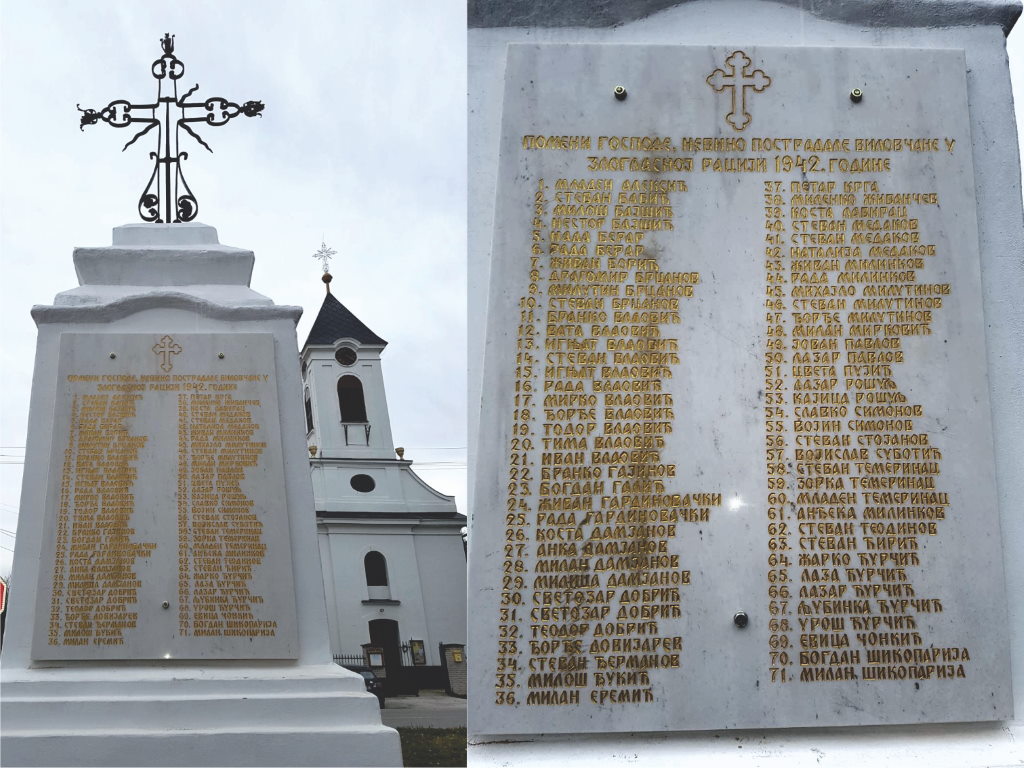 ПОМЕНИ ГОСПОДЕ, НЕВИНО ПОСТРАДАЛЕ ВИЛОВЧАНЕ У
ЗЛОГЛАСНОЈ РАЦИЈИ 1942. ГОДИНЕ
1. МЛАДЕН АЛЕКСИЋ
2. СТЕВАН БАБИЋ
3. МИЛОШ БАЈШИЋ
4. НЕСТОР БАЈШИЋ
5. НАДА БЕРАР
6. РАДА БЕРАР
7. ЖИВАН БОРИЋ
8. ДРАГОМИР БРЦАНОВ
9. МИЛУТИН БРЦАНОВ
10. СТЕВАН БРЦАНОВ
11. БРАНКО ВЛАОВИЋ
12. ВАТА ВЛАОВИЋ
13. ИГЊАТ ВЛАОВИЋ
14. СТЕВАН ВЛАОВИЋ
15. ИГЊАТ ВЛАОВИЋ
16. РАДА ВЛАОВИЋ
17. МИРКО ВЛАОВИЋ
18. ЂОРЂЕ ВЛАОВИЋ
19. ТОДОР ВЛАОВИЋ
20. ТИМА ВЛАОВИЋ
21. ИВАН ВЛАОВИЋ
22. БРАНКО ГАЈИНОВ
23. БОГДАН ГАЛИЋ
24. ЖИВАН ГАРДИНОВАЧКИ
25. РАДА ГАРДИНОВАЧКИ
26. КОСТА ДАМЈАНОВ
27. АНКА ДАМЈАНОВ
28. МИЛАН ДАМЈАНОВ
29. МИЛИЦА ДАМЈАНОВ
30. СВЕТОЗАР ДОБРИЋ
31. СВЕТОЗАР ДОБРИЋ
32. ТЕОДОР ДОБРИЋ
33. ЂОРЂЕ ДОВИЈАРЕВ
34. СТЕВАН ЂЕРМАНОВ
35. МИЛОШ ЂУКИЋ
36. МИЛАН ЕРЕМИЋ
37. ПЕТАР ИРГА
38. МИЛЕНКО ЖИВАНЧЕВ
39. КОСТА ЛАБИРАЦ
40. СТЕВАН МЕДАКОВ
41. СТЕВАН МЕДАКОВ
42. НАТАЛИЈА МЕДАКОВ
43. ЖИВАН МИЛИНКОВ
44. РАДА МИЛИНКОВ
45. МИХАЈЛО МИЛУТИНОВ
46. СТЕВАН МИЛУТИНОВ
47. ЂОРЂЕ МИЛУТИНОВ
48. МИЛАН МИРКОВИЋ
49. ЈОВАН ПАВЛОВ
50. ЛАЗАР ПАВЛОВ
51. ЦВЕТА ПУЗИЋ
52. ЛАЗАР РОШУЉ
53. КАЈИЦА РОШУЉ
54. СЛАВКО СИМОНОВ
55. ВОЈИН СИМОНОВ
56. СТЕВАН СТОЈАНОВ
57. ВОЈИСЛАВ СУБОТИЋ
58. СТЕВАН ТЕМЕРИНАЦ
59. ЗОРКА ТЕМЕРИНАЦ
60. МЛАДЕН ТЕМЕРИНАЦ
61. АНЂЕКА МИЛИНКОВ
62. СТЕВАН ТЕОДИНОВ
63. СТЕВАН ЋИРИЋ
64. ЖАРКО ЋУРЧИЋ
65. ЛАЗА ЋУРЧИЋ
66. ЛАЗАР ЋУРЧИЋ
67. ЉУБИНКА ЋУРЧИЋ
68. УРОШ ЋУРЧИЋ
69. ЕВИЦА ЧОНКИЋ
70. БОГДАН ШИКОПАРИЈА
71. МИЛАН ШИКОПАРИЈА